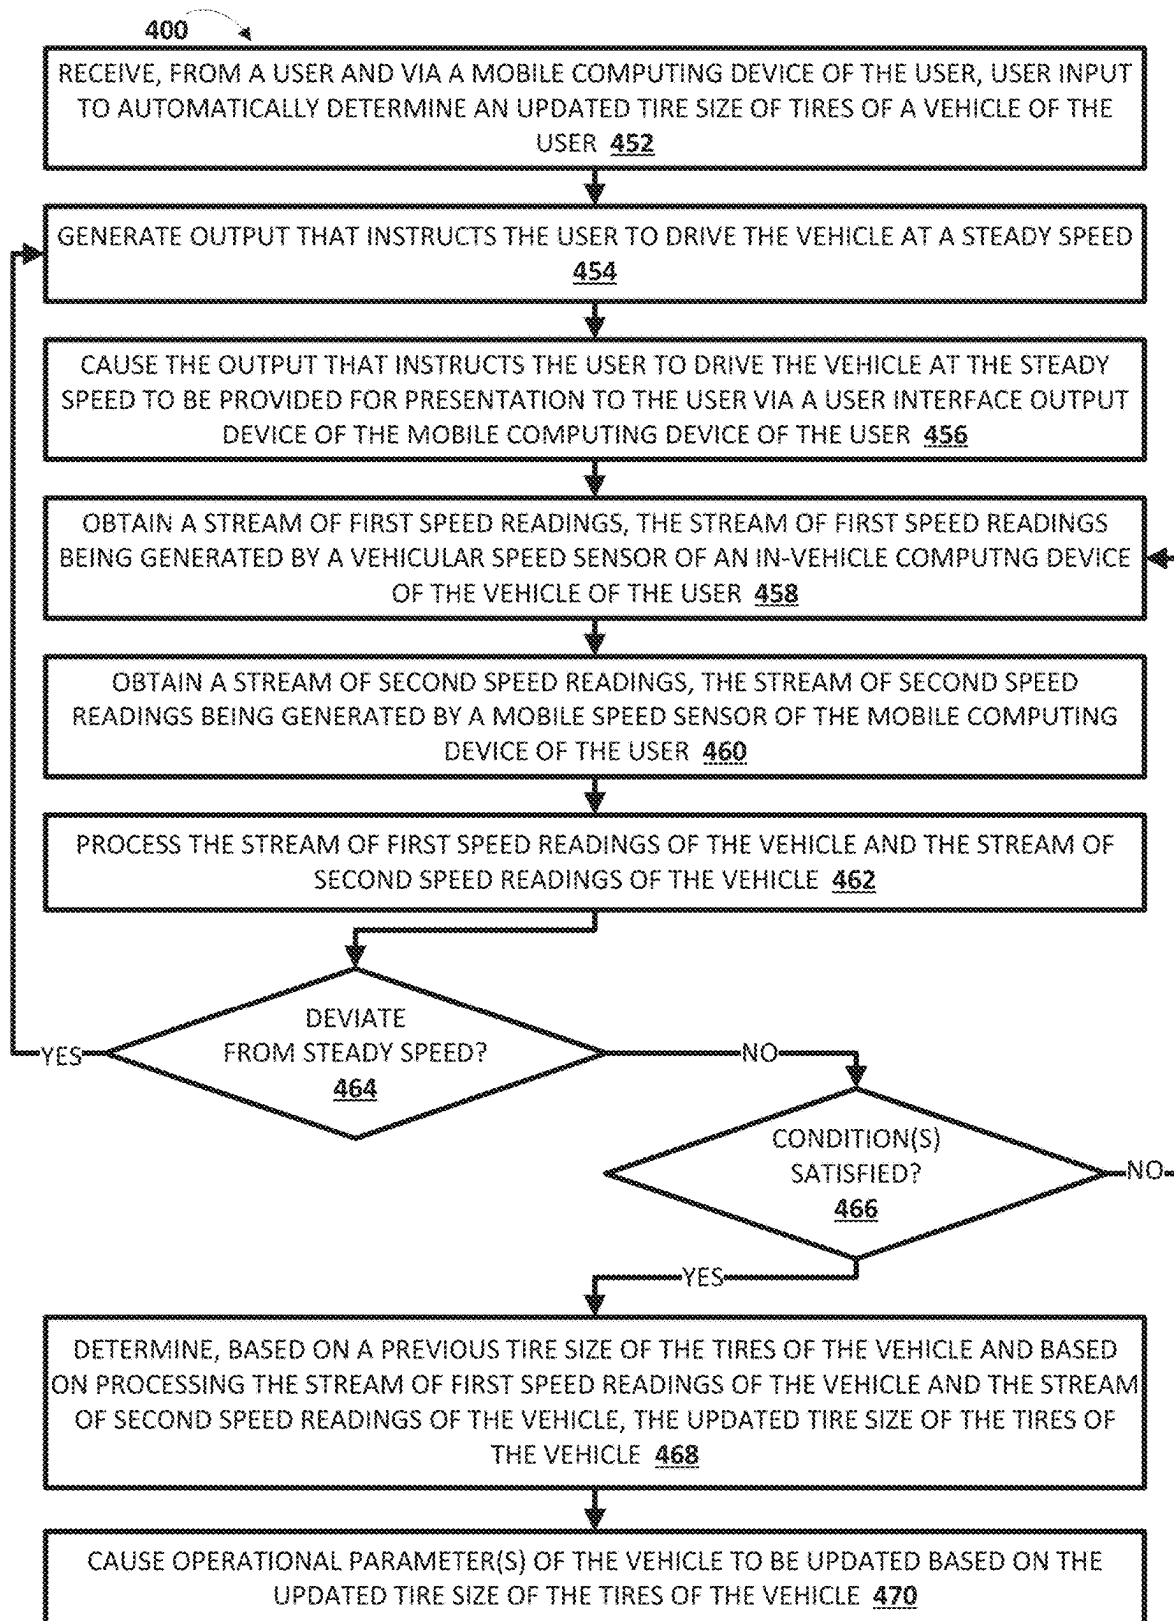 400
RECEIVE, FROM A USER AND VIA A MOBILE COMPUTING DEVICE OF THE USER, USER INPUT
TO AUTOMATICALLY DETERMINE AN UPDATED TIRE SIZE OF TIRES OF A VEHICLE OF THE
USER 452
GENERATE OUTPUT THAT INSTRUCTS THE USER TO DRIVE THE VEHICLE AT A STEADY SPEED
454
CAUSE THE OUTPUT THAT INSTRUCTS THE USER TO DRIVE THE VEHICLE AT THE STEADY
SPEED TO BE PROVIDED FOR PRESENTATION TO THE USER VIA A USER INTERFACE OUTPUT
DEVICE OF THE MOBILE COMPUTING DEVICE OF THE USER 456
OBTAIN A STREAM OF FIRST SPEED READINGS, THE STREAM OF FIRST SPEED READINGS
BEING GENERATED BY A VEHICULAR SPEED SENSOR OF AN IN-VEHICLE COMPUTNG DEVICE
OF THE VEHICLE OF THE USER 458
OBTAIN A STREAM OF SECOND SPEED READINGS, THE STREAM OF SECOND SPEED
READINGS BEING GENERATED BY A MOBILE SPEED SENSOR OF THE MOBILE COMPUTING
DEVICE OF THE USER 460
PROCESS THE STREAM OF FIRST SPEED READINGS OF THE VEHICLE AND THE STREAM OF
SECOND SPEED READINGS OF THE VEHICLE 462
DEVIATE
FROM STEADY SPEED?
464
YES
NO
CONDITION(S)
SATISFIED?
466
NO
YES
DETERMINE, BASED ON A PREVIOUS TIRE SIZE OF THE TIRES OF THE VEHICLE AND BASED
ON PROCESSING THE STREAM OF FIRST SPEED READINGS OF THE VEHICLE AND THE STREAM
OF SECOND SPEED READINGS OF THE VEHICLE, THE UPDATED TIRE SIZE OF THE TIRES OF
THE VEHICLE 468
CAUSE OPERATIONAL PARAMETER(S) OF THE VEHICLE TO BE UPDATED BASED ON THE
UPDATED TIRE SIZE OF THE TIRES OF THE VEHICLE 470